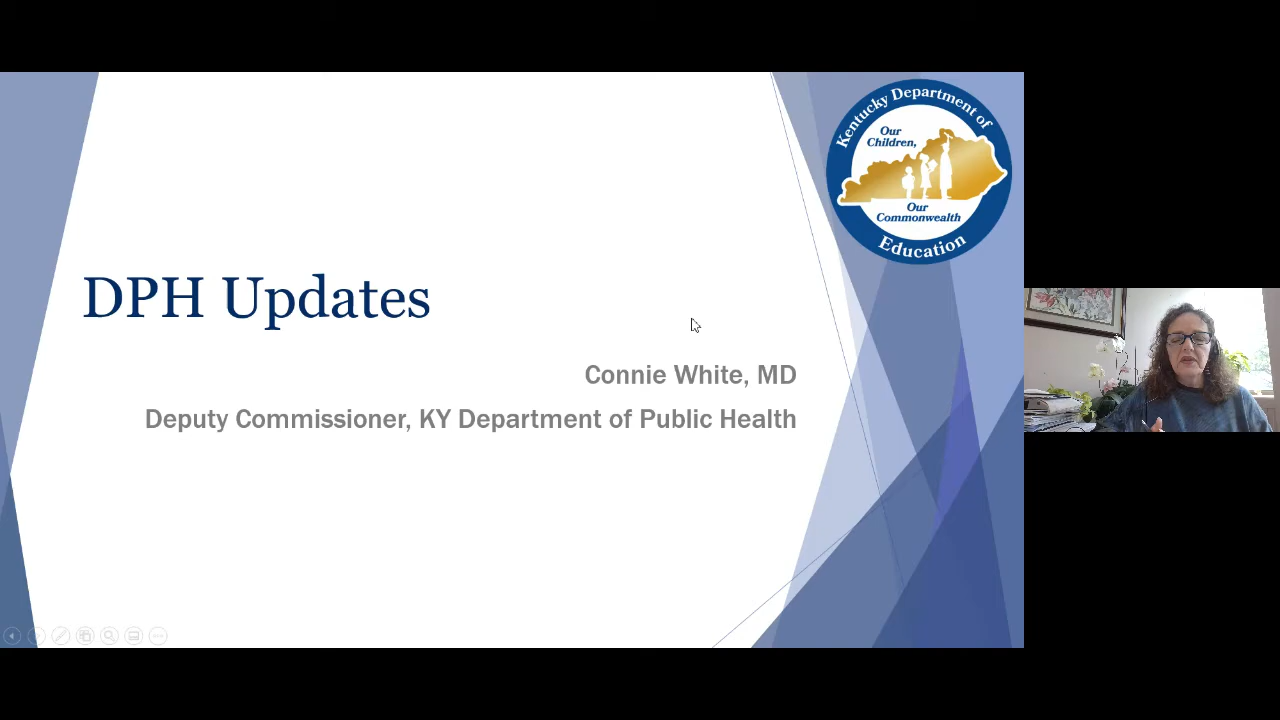 Kentucky Department of
Our
Children,
Our
Commonwealth
Education
DPH Updates
Connie White, MD
Deputy Commissioner, KY Department of Public Health